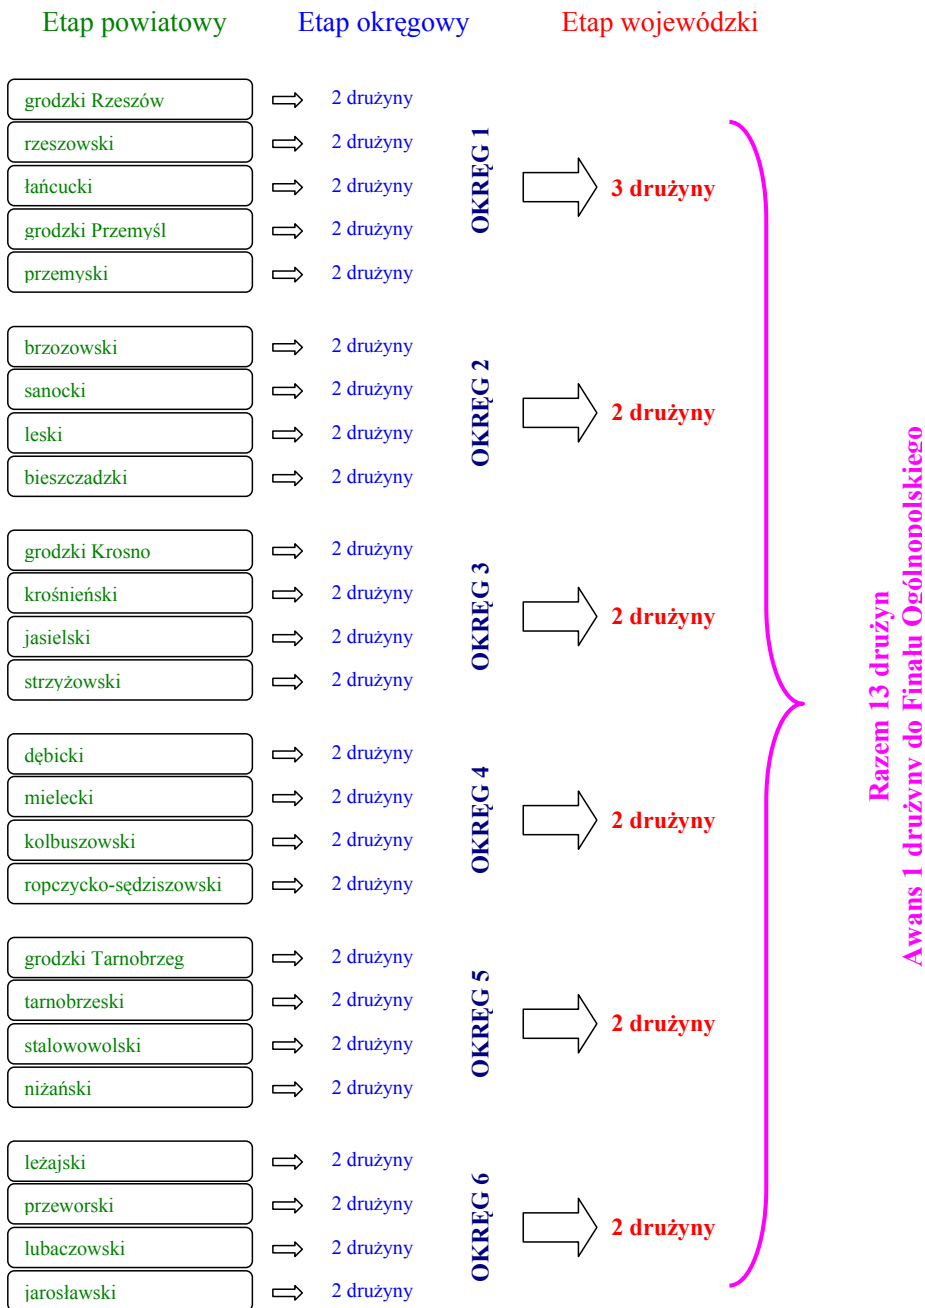 Etap powiatowy Etap okręgowy Etap wojewódzki
grodzki Rzeszów 2 drużyny
rzeszowski 2 drużyny
łańcucki 2 drużyny
grodzki Przemyśl 2 drużyny
przemyski 2 drużyny
OKRĘG 1
3 drużyny
brzozowski 2 drużyny
sanocki 2 drużyny
leski 2 drużyny
bieszczadzki 2 drużyny
OKRĘG 2
2 drużyny
grodzki Krosno 2 drużyny
krośnieński 2 drużyny
jasielski 2 drużyny
strzyżowski 2 drużyny
OKRĘG 3
2 drużyny
dębicki 2 drużyny
mielecki 2 drużyny
kolbuszowski 2 drużyny
ropczycko-sędziszowski 2 drużyny
OKRĘG 4
2 drużyny
grodzki Tarnobrzeg 2 drużyny
tarnobrzeski 2 drużyny
stalowowolski 2 drużyny
niżański 2 drużyny
OKRĘG 5
2 drużyny
leżajski 2 drużyny
przeworski 2 drużyny
lubaczowski 2 drużyny
jarosławski 2 drużyny
OKRĘG 6
2 drużyny
Razem 13 drużyn
Awans 1 drużyny do Finału Ogólnopolskiego